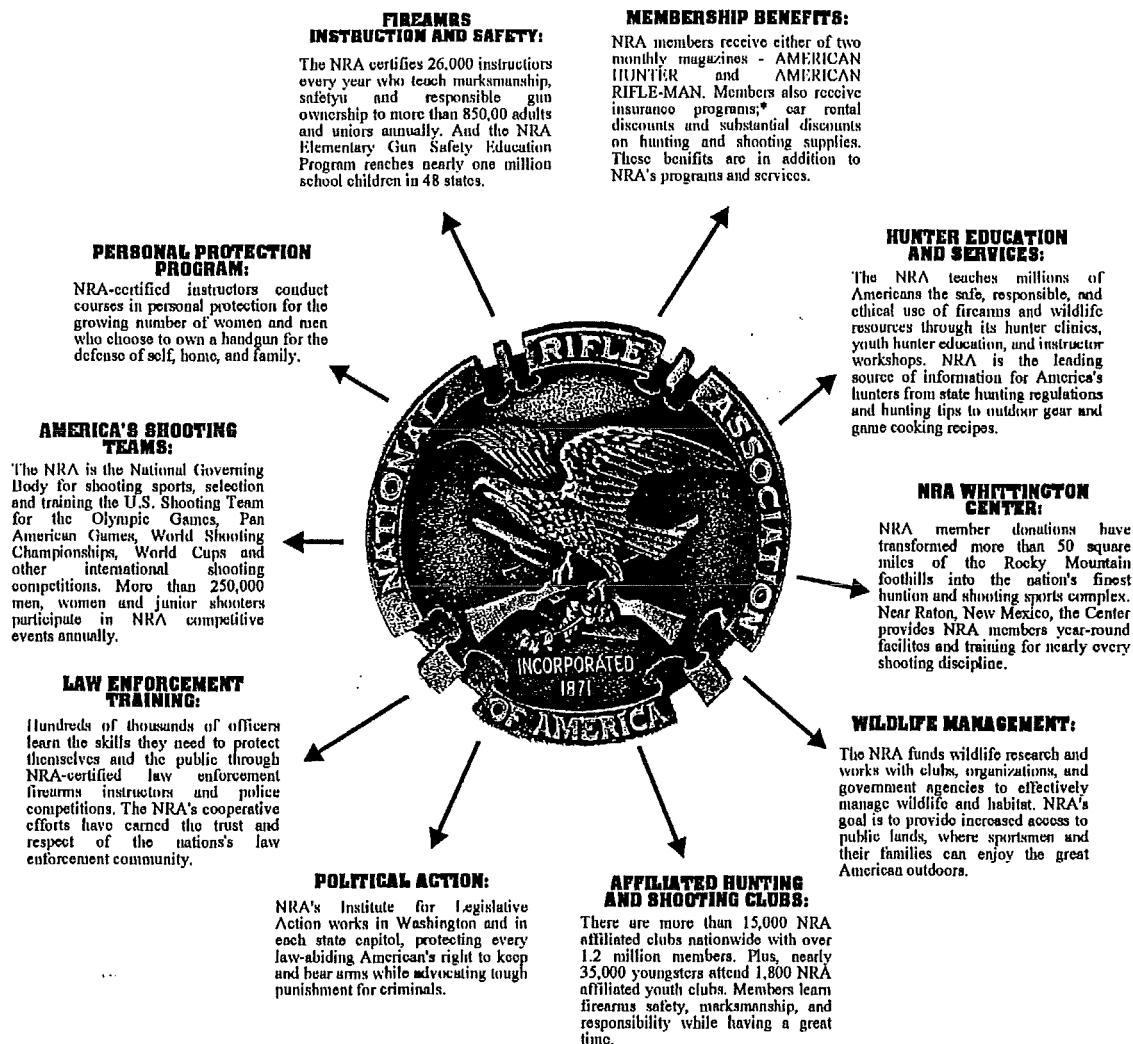 FIREAMRS
INSTRUCTION AND SAFETY:
The NRA certifies 26,000 instructiors
every year who teach marksmanship,
safetyu and responsible gun
ownership to more than 850,00 adults
and uniors annually. And the NRA
Elementary Gun Safety Education
Program reaches nearly one million
school children in 48 states.
MEMBERSHIP BENEFITS:
NRA members receive either of two
monthly magazines - AMERICAN
HUNTER and AMERICAN
RIFLE-MAN. Members also receive
insurance programs;* car rental
discounts and substantial discounts
on hunting and shooting supplies.
These benifits are in addition to
NRA's programs and services.
PERSONAL PROTECTION
PROGRAM:
NRA-certified instructors conduct
courses in personal protection for the
growing number of women and men
who choose to own a handgun for the
defense of self, home, and family.
HUNTER EDUCATION
AND SERVICES:
The NRA teaches millions of
Americans the safe, responsible, and
ethical use of firearms and wildlife
resources through its hunter clinics,
youth hunter education, and instructor
workshops. NRA is the leading
source of information for America's
hunters from state hunting regulations
and hunting tips to outdoor gear and
game cooking recipes.
AMERICA'S SHOOTING
TEAMS:
The NRA is the National Governing
Body for shooting sports, selection
and training the U.S. Shooting Team
for the Olympic Games, Pan
American Games, World Shooting
Championships, World Cups and
other international shooting
competitions. More than 250,000
men, women and junior shooters
participate in NRA competitive
events annually.
NATIONAL RIFLE ASSOCIATION
INCORPORATED
1871
OF AMERICA
NRA WHITTINGTON
CENTER:
NRA member donations have
transformed more than 50 square
miles of the Rocky Mountain
foothills into the nation's finest
huntion and shooting sports complex.
Near Raton, New Mexico, the Center
provides NRA members year-round
facilites and training for nearly every
shooting discipline.
LAW ENFORCEMENT
TRAINING:
Hundreds of thousands of officers
learn the skills they need to protect
themselves and the public through
NRA-certified law enforcement
firearms instructors and police
competitions. The NRA's cooperative
efforts have earned the trust and
respect of the nations's law
enforcement community.
WILDLIFE MANAGEMENT:
The NRA funds wildlife research and
works with clubs, organizations, and
government agencies to effectively
manage wildlife and habitat. NRA's
goal is to provide increased access to
public lands, where sportsmen and
their families can enjoy the great
American outdoors.
POLITICAL ACTION:
NRA's Institute for Legislative
Action works in Washington and in
each state capitol, protecting every
law-abiding American's right to keep
and bear arms while advocating tough
punishment for criminals.
AFFILIATED HUNTING
AND SHOOTING CLUBS:
There are more than 15,000 NRA
affiliated clubs nationwide with over
1.2 million members. Plus, nearly
35,000 youngsters attend 1,800 NRA
affiliated youth clubs. Members learn
firearms safety, marksmanship, and
responsibility while having a great
time.